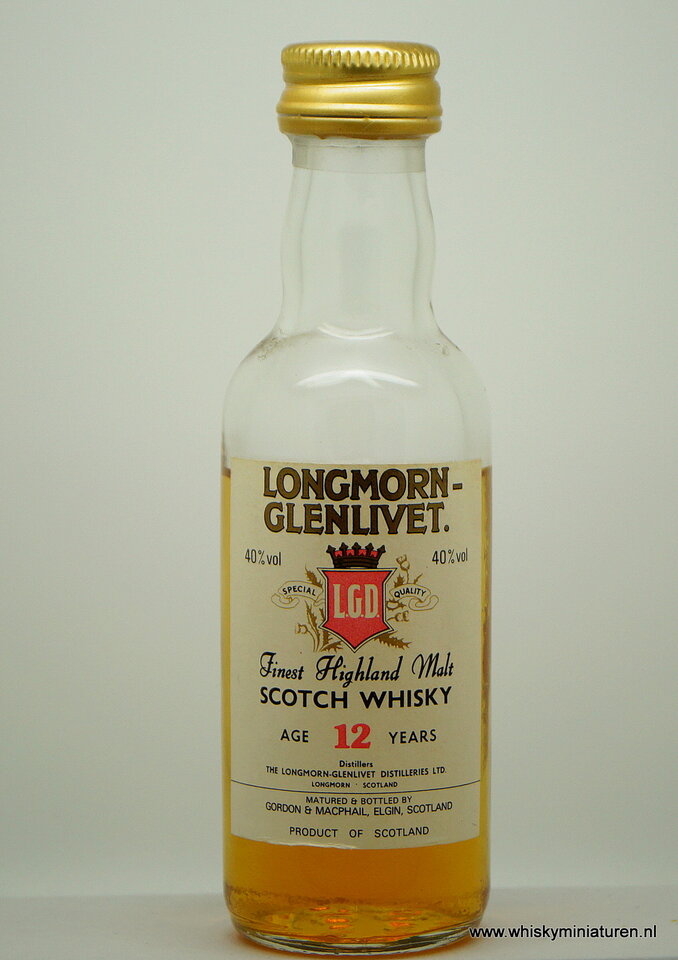 LONGMORN-
GLENLIVET.
40%vol 40%vol
SPECIAL L.G.D. QUALITY
Finest Highland Malt
SCOTCH WHISKY
AGE 12 YEARS
Distillers
THE LONGMORN-GLENLIVET DISTILLERIES LTD.
LONGMORN · SCOTLAND
MATURED & BOTTLED BY
GORDON & MACPHAIL, ELGIN, SCOTLAND
PRODUCT OF SCOTLAND
www.whiskyminiaturen.nl